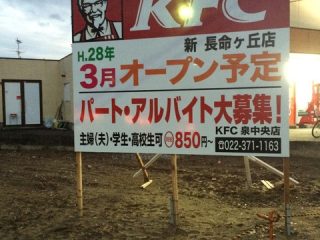 KFC
新 長命ヶ丘店
H.28年
3月 オープン予定
パート・アルバイト大募集!
主婦(夫)・学生・高校生可 850円~
KFC 泉中央店
☎022-371-1163